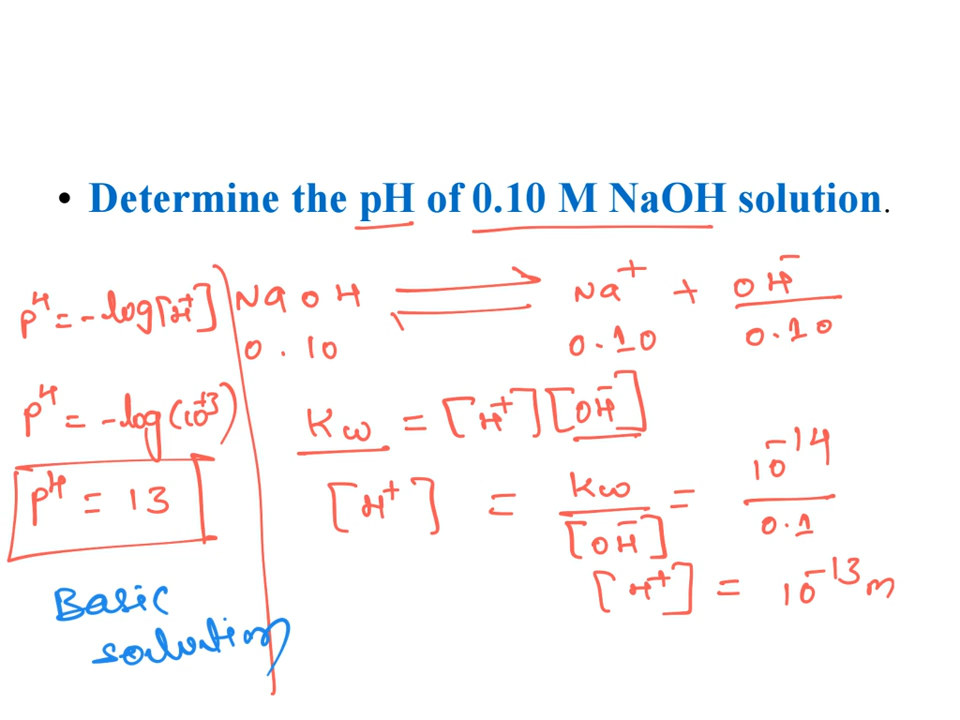 • Determine the pH of 0.10 M NaOH solution.
pH = -log[H⁺]
NaOH ⇌ Na⁺ + OH⁻
0.10 0.10 0.10
pH = -log(10⁻¹³)
Kw = [H⁺][OH⁻]
pH = 13
[H⁺] = Kw / [OH⁻] = 10⁻¹⁴ / 0.1
[H⁺] = 10⁻¹³ m
Basic
solution